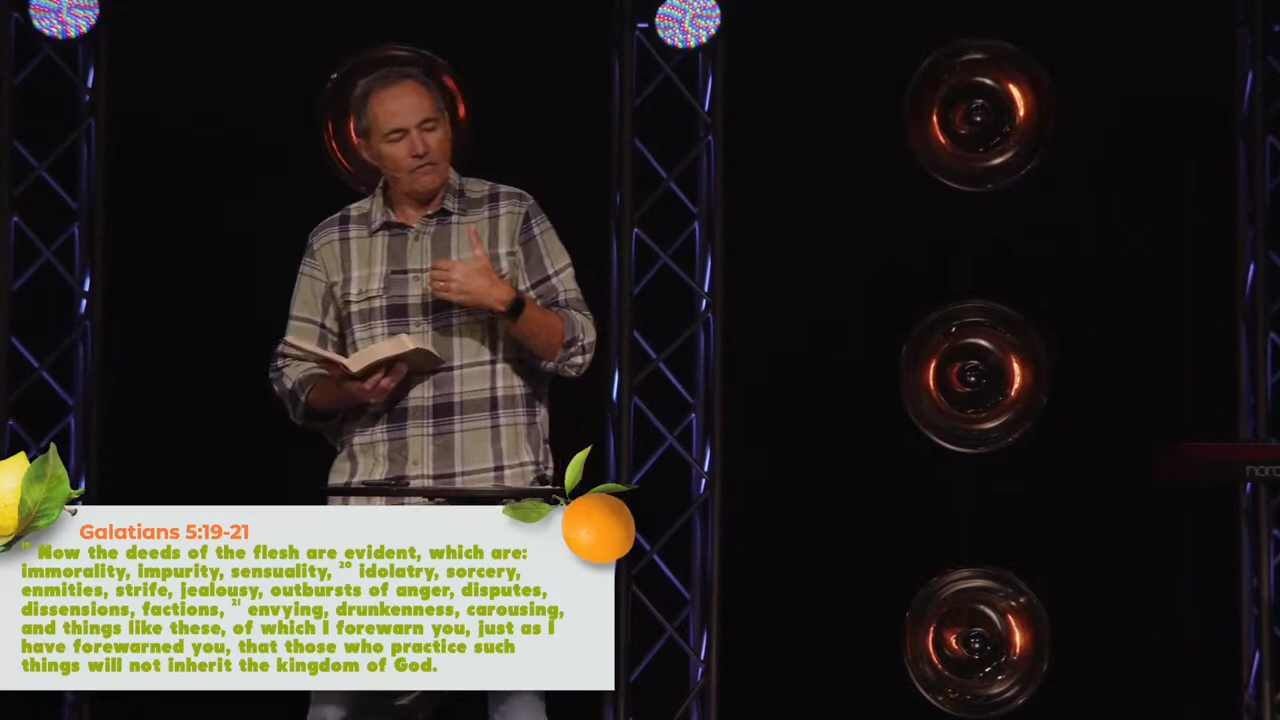 Galatians 5:19-21
¹⁹ Now the deeds of the flesh are evident, which are:
immorality, impurity, sensuality, ²⁰ idolatry, sorcery,
enmities, strife, jealousy, outbursts of anger, disputes,
dissensions, factions, ²¹ envying, drunkenness, carousing,
and things like these, of which I forewarn you, just as I
have forewarned you, that those who practice such
things will not inherit the kingdom of God.